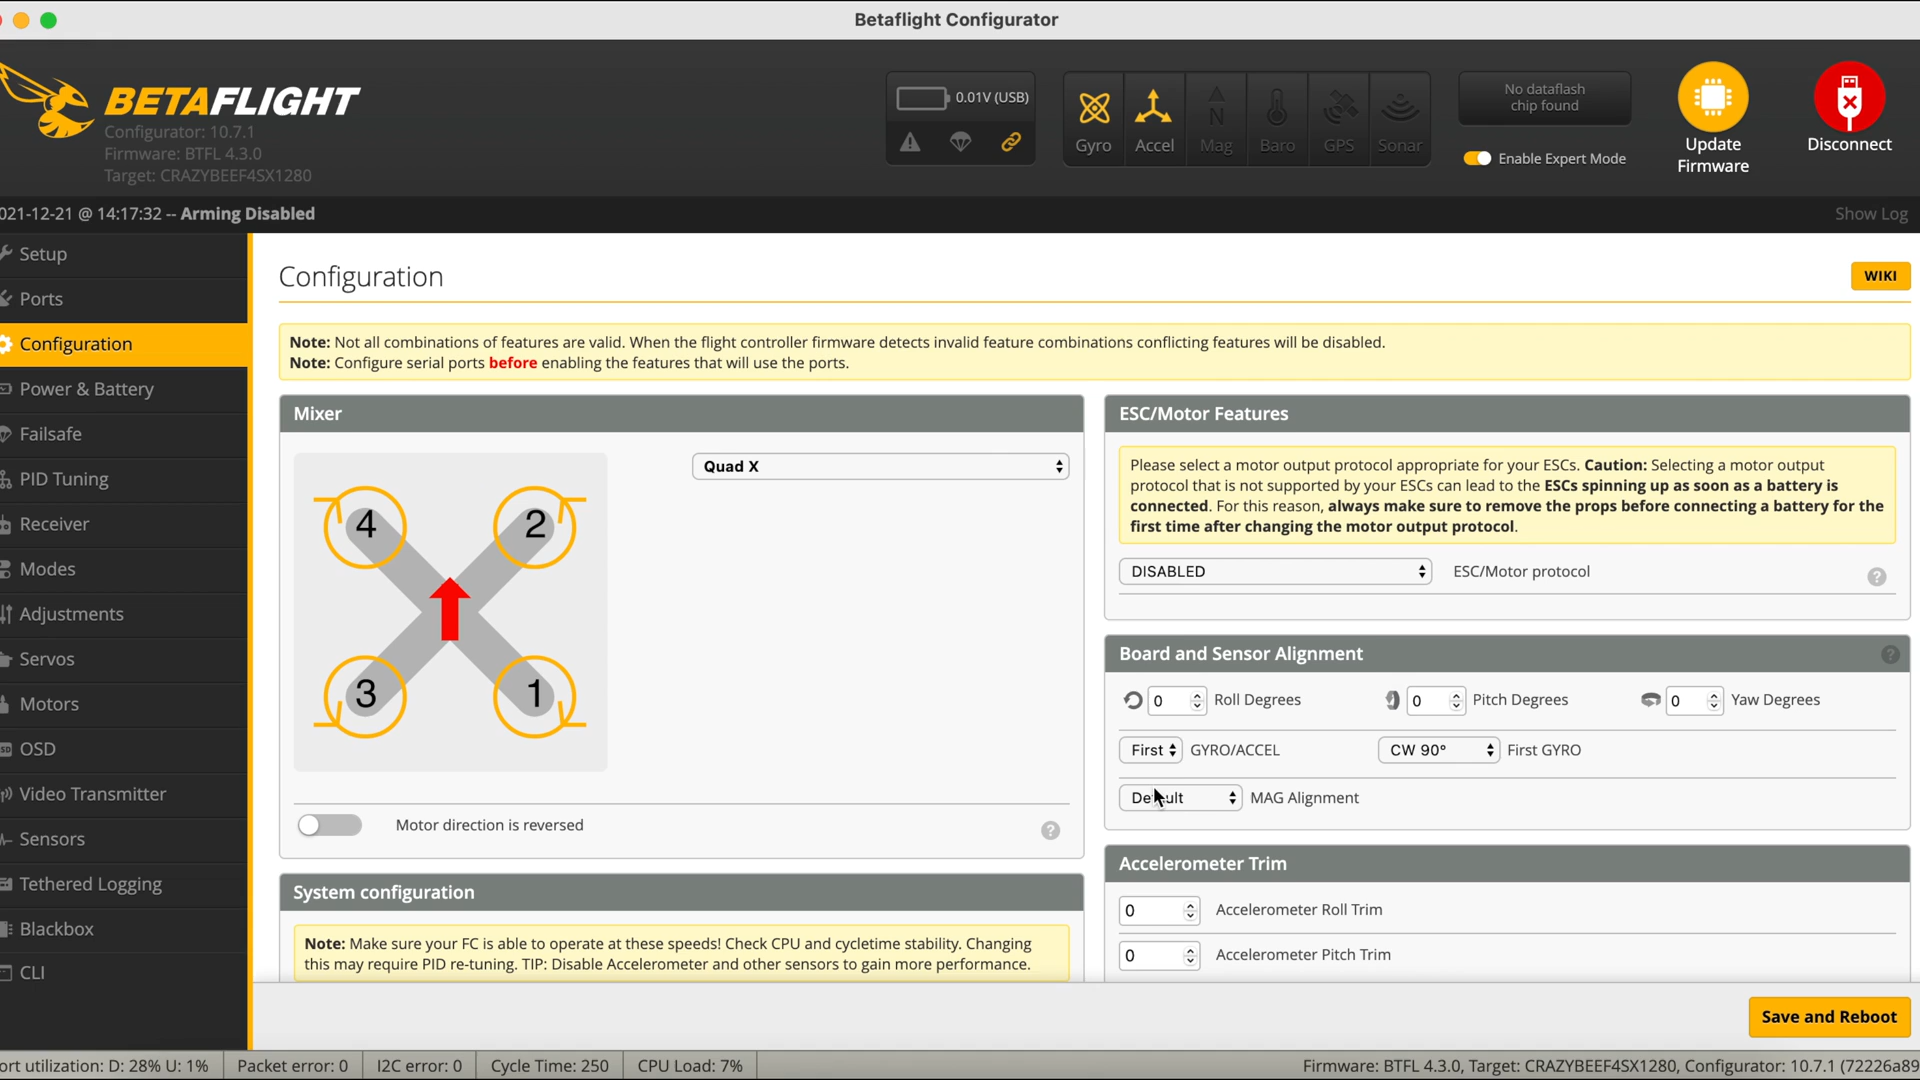 Betaflight Configurator
BETAFLIGHT
Configurator: 10.7.1
Firmware: BTFL 4.3.0
Target: CRAZYBEEF4SX1280
0.01V (USB)
Gyro
Accel
Mag
Baro
GPS
Sonar
No dataflash
chip found
Enable Expert Mode
Update
Firmware
Disconnect
021-12-21 @ 14:17:32 -- Arming Disabled
Show Log
Setup
Ports
Configuration
Power & Battery
Failsafe
PID Tuning
Receiver
Modes
Adjustments
Servos
Motors
OSD
Video Transmitter
Sensors
Tethered Logging
Blackbox
CLI
Configuration
WIKI
Note: Not all combinations of features are valid. When the flight controller firmware detects invalid feature combinations conflicting features will be disabled.
Note: Configure serial ports before enabling the features that will use the ports.
Mixer
Quad X
4
2
3
1
Motor direction is reversed
?
System configuration
Note: Make sure your FC is able to operate at these speeds! Check CPU and cycletime stability. Changing
this may require PID re-tuning. TIP: Disable Accelerometer and other sensors to gain more performance.
ESC/Motor Features
Please select a motor output protocol appropriate for your ESCs. Caution: Selecting a motor output
protocol that is not supported by your ESCs can lead to the ESCs spinning up as soon as a battery is
connected. For this reason, always make sure to remove the props before connecting a battery for the
first time after changing the motor output protocol.
DISABLED
ESC/Motor protocol
?
Board and Sensor Alignment
?
0 Roll Degrees
0 Pitch Degrees
0 Yaw Degrees
First GYRO/ACCEL
CW 90° First GYRO
MAG Alignment
Accelerometer Trim
0 Accelerometer Roll Trim
0 Accelerometer Pitch Trim
Save and Reboot
ort utilization: D: 28% U: 1%
Packet error: 0
I2C error: 0
Cycle Time: 250
CPU Load: 7%
Firmware: BTFL 4.3.0, Target: CRAZYBEEF4SX1280, Configurator: 10.7.1 (72226a89